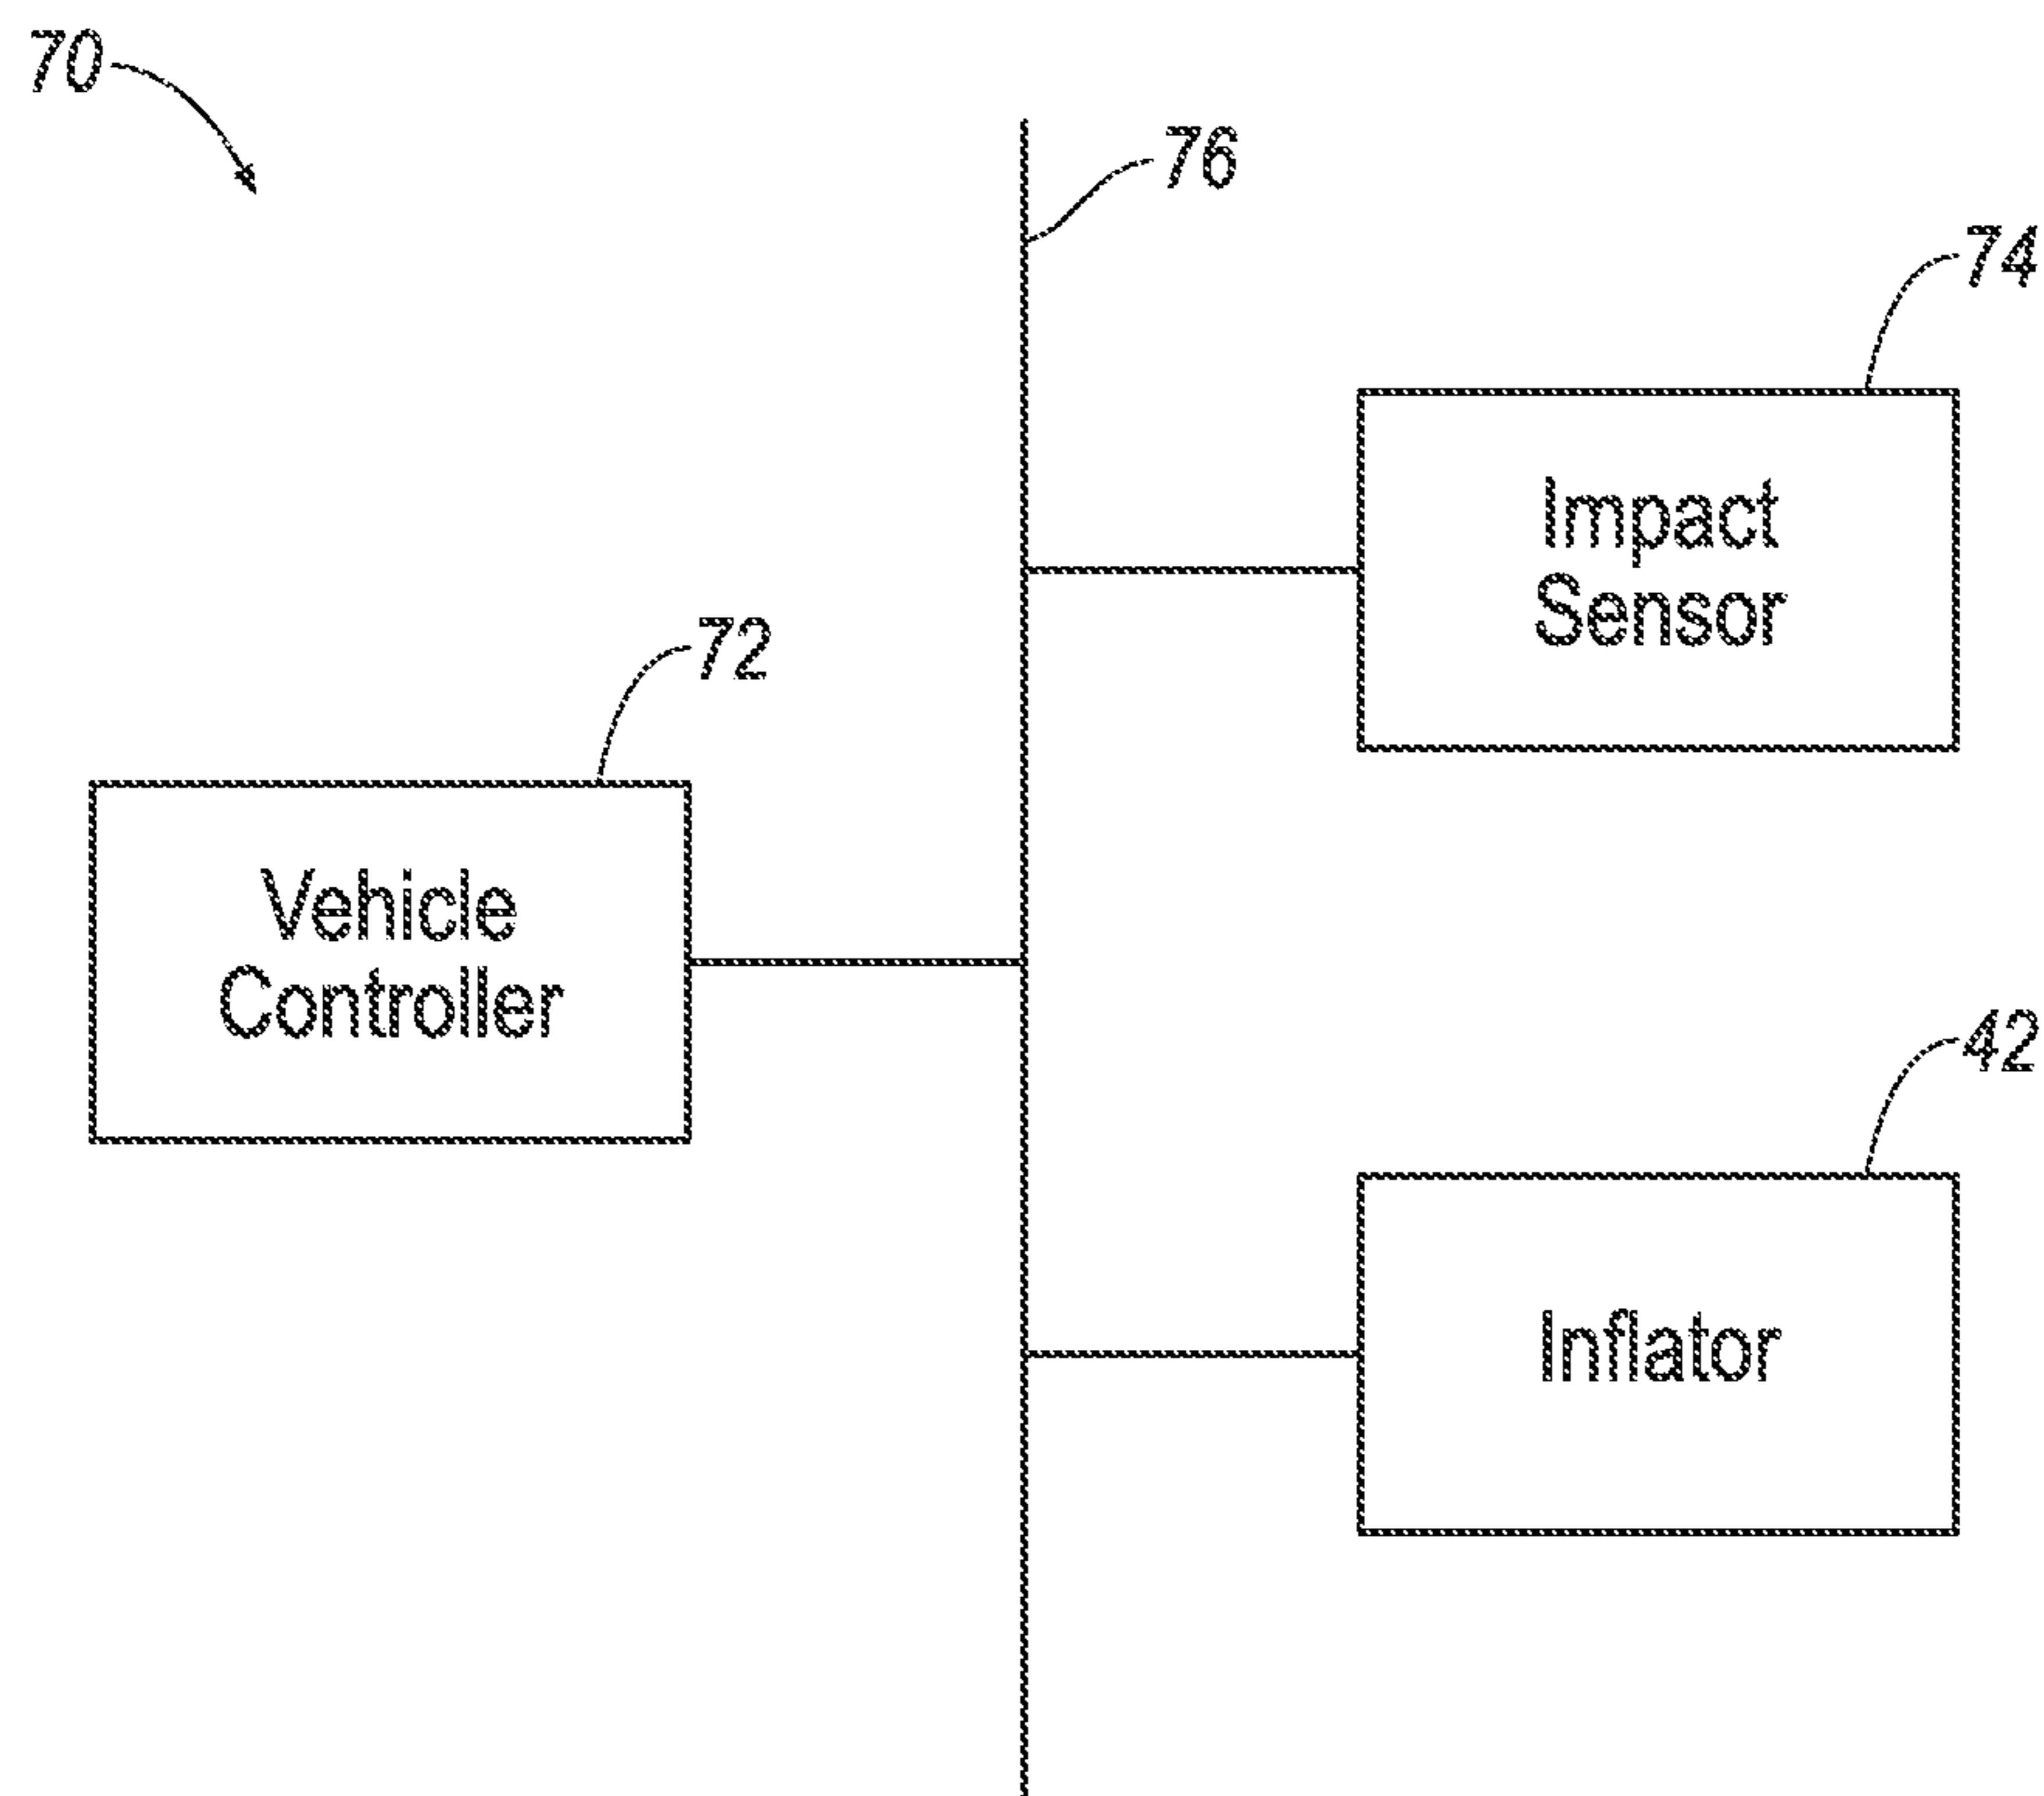 70
76
74
Impact
Sensor
72
Vehicle
Controller
42
Inflator